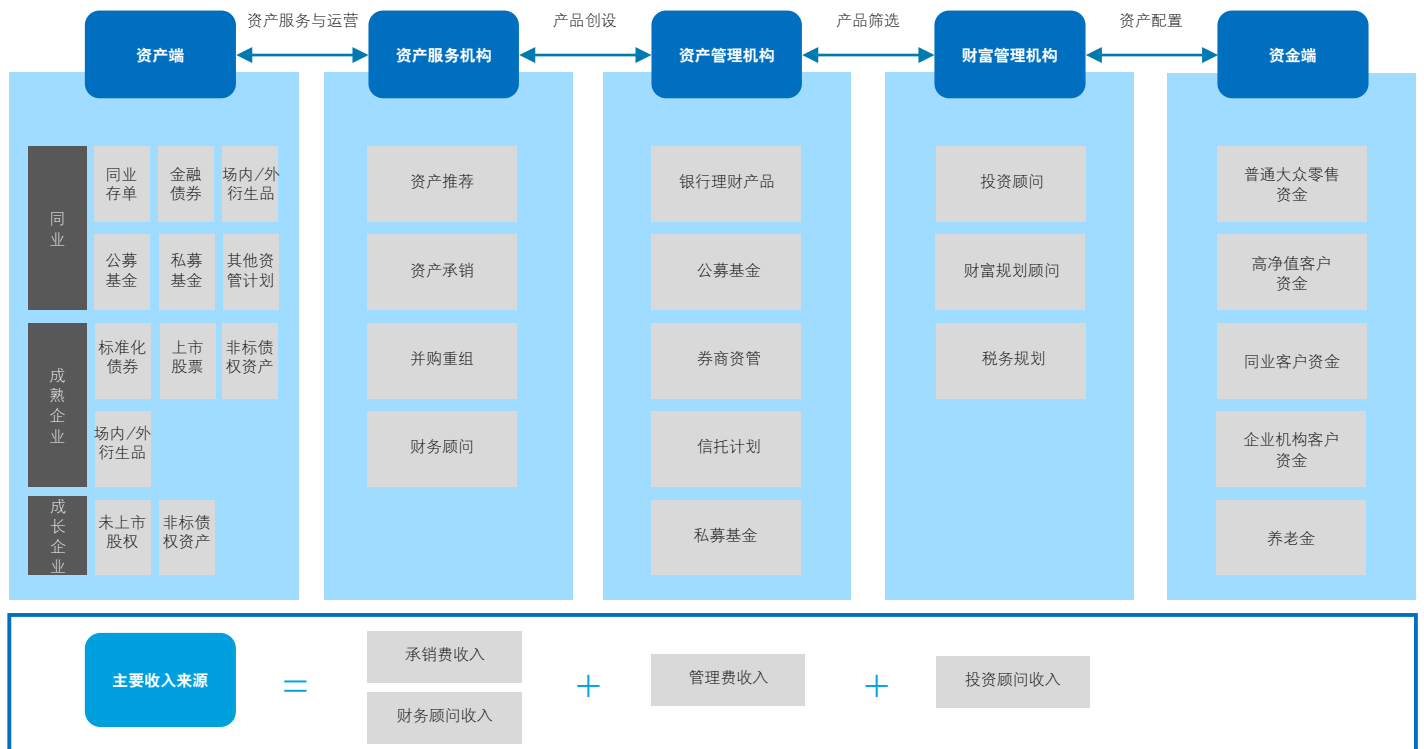 资产服务与运营
产品创设
产品筛选
资产配置
资产端
资产服务机构
资产管理机构
财富管理机构
资金端
同
业
同业
存单
金融
债券
场内/外
衍生品
公募
基金
私募
基金
其他资
管计划
成
熟
企
业
标准化
债券
上市
股票
非标债
权资产
场内/外
衍生品
成
长
企
业
未上市
股权
非标债
权资产
资产推荐
资产承销
并购重组
财务顾问
银行理财产品
公募基金
券商资管
信托计划
私募基金
投资顾问
财富规划顾问
税务规划
普通大众零售
资金
高净值客户
资金
同业客户资金
企业机构客户
资金
养老金
主要收入来源
=
承销费收入
财务顾问收入
+
管理费收入
+
投资顾问收入